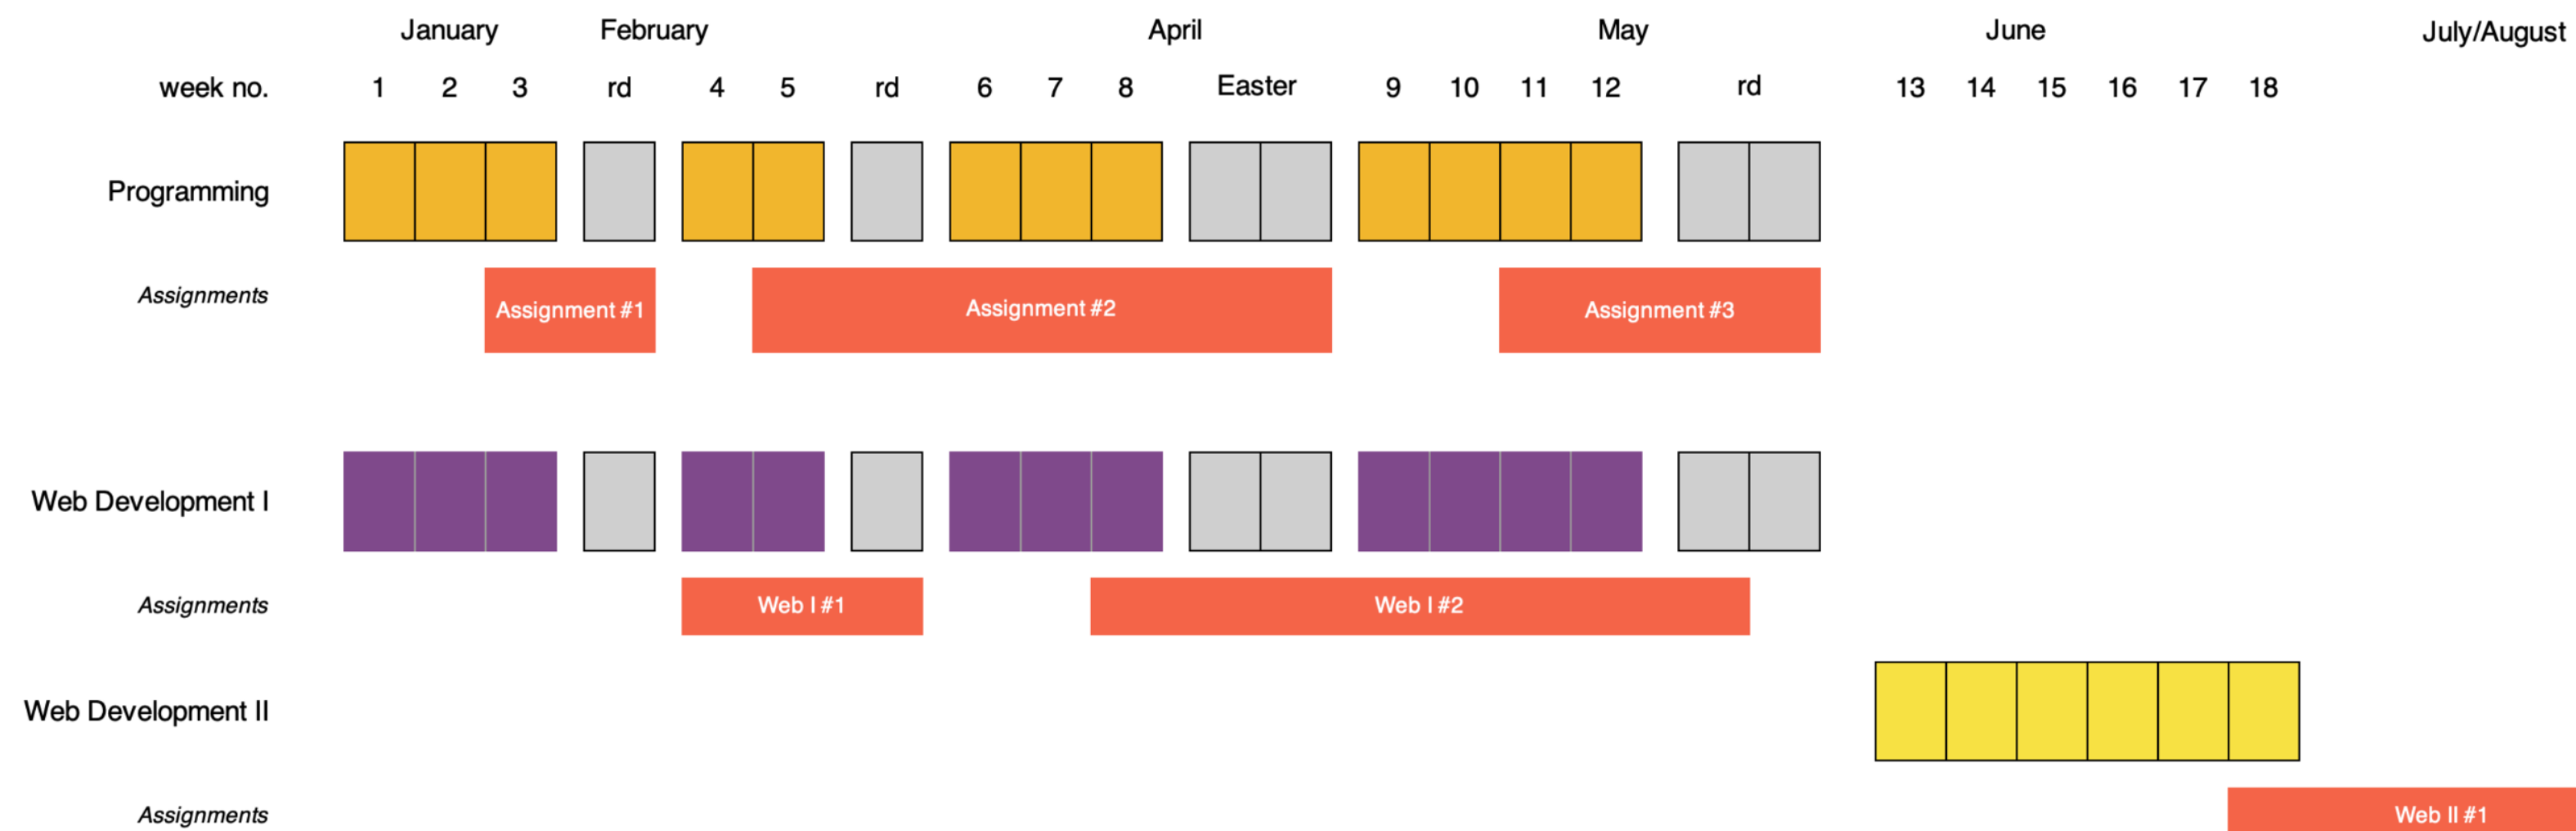 January February April May June July/August
week no. 1 2 3 rd 4 5 rd 6 7 8 Easter 9 10 11 12 rd 13 14 15 16 17 18
Programming
Assignments Assignment #1 Assignment #2 Assignment #3
Web Development I
Assignments Web I #1 Web I #2
Web Development II
Assignments Web II #1